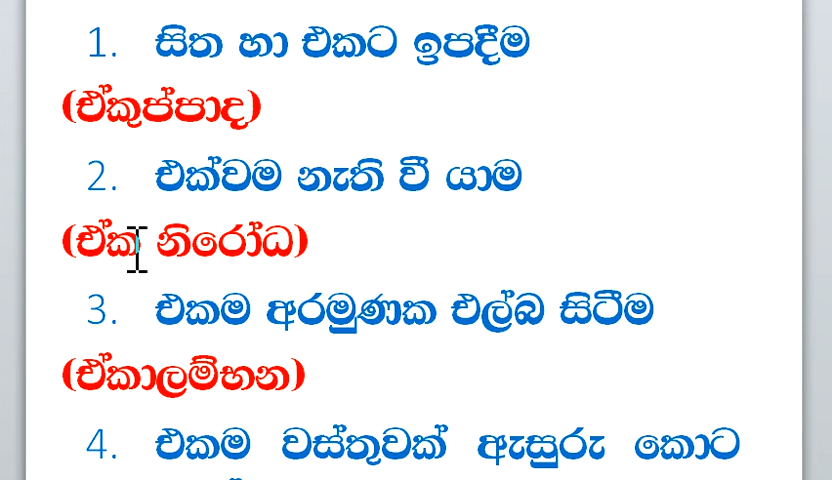 1. සිත හා එකට ඉපදීම
(ඒකුප්පාද)
2. එක්වම නැති වී යාම
(ඒක නිරෝධ)
3. එකම අරමුණක එල්බ සිටීම
(ඒකාලම්භන)
4. එකම වස්තුවක් ඇසුරු කොට